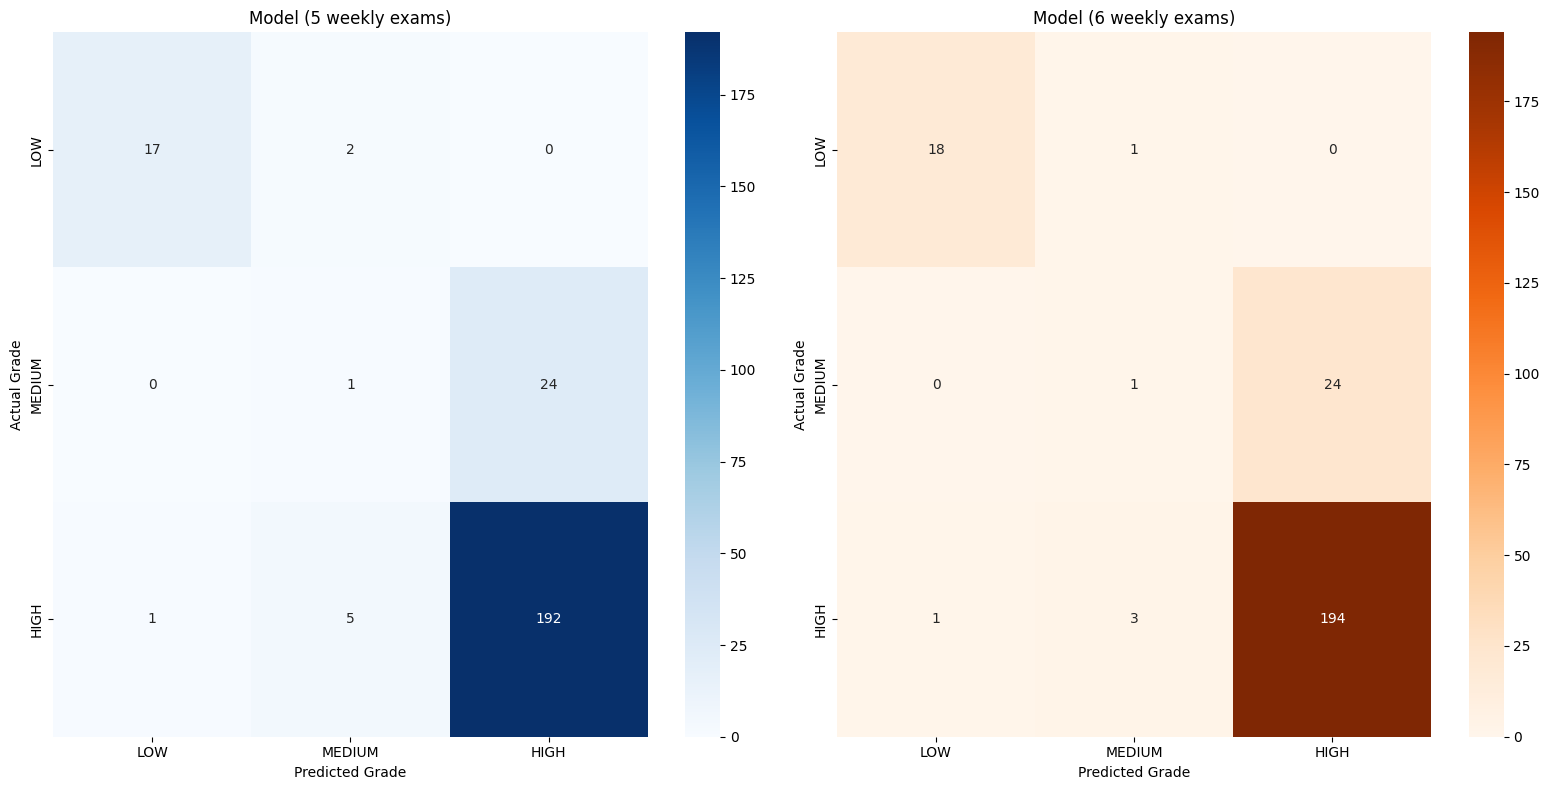 Model (5 weekly exams)
LOW
MEDIUM
HIGH
Actual Grade
17 2 0
0 1 24
1 5 192
LOW MEDIUM HIGH
Predicted Grade
175
150
125
100
75
50
25
0
Model (6 weekly exams)
LOW
MEDIUM
HIGH
Actual Grade
18 1 0
0 1 24
1 3 194
LOW MEDIUM HIGH
Predicted Grade
175
150
125
100
75
50
25
0